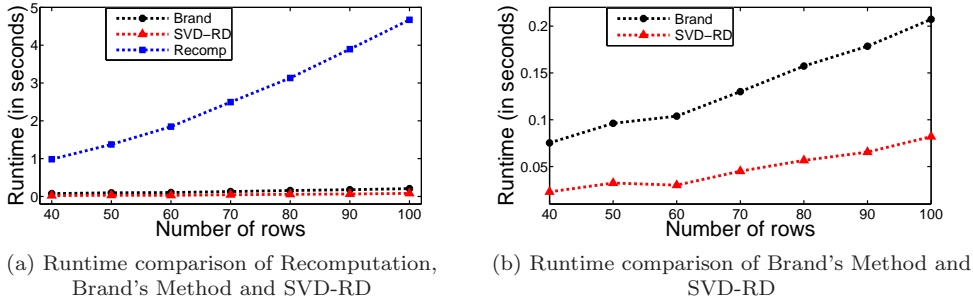 5
4
3
2
1
0
Runtime (in seconds)
Brand
SVD−RD
Recomp
40 50 60 70 80 90 100
Number of rows
(a) Runtime comparison of Recomputation,
Brand's Method and SVD-RD
0.2
0.15
0.1
0.05
Runtime (in seconds)
Brand
SVD−RD
40 50 60 70 80 90 100
Number of rows
(b) Runtime comparison of Brand's Method and
SVD-RD